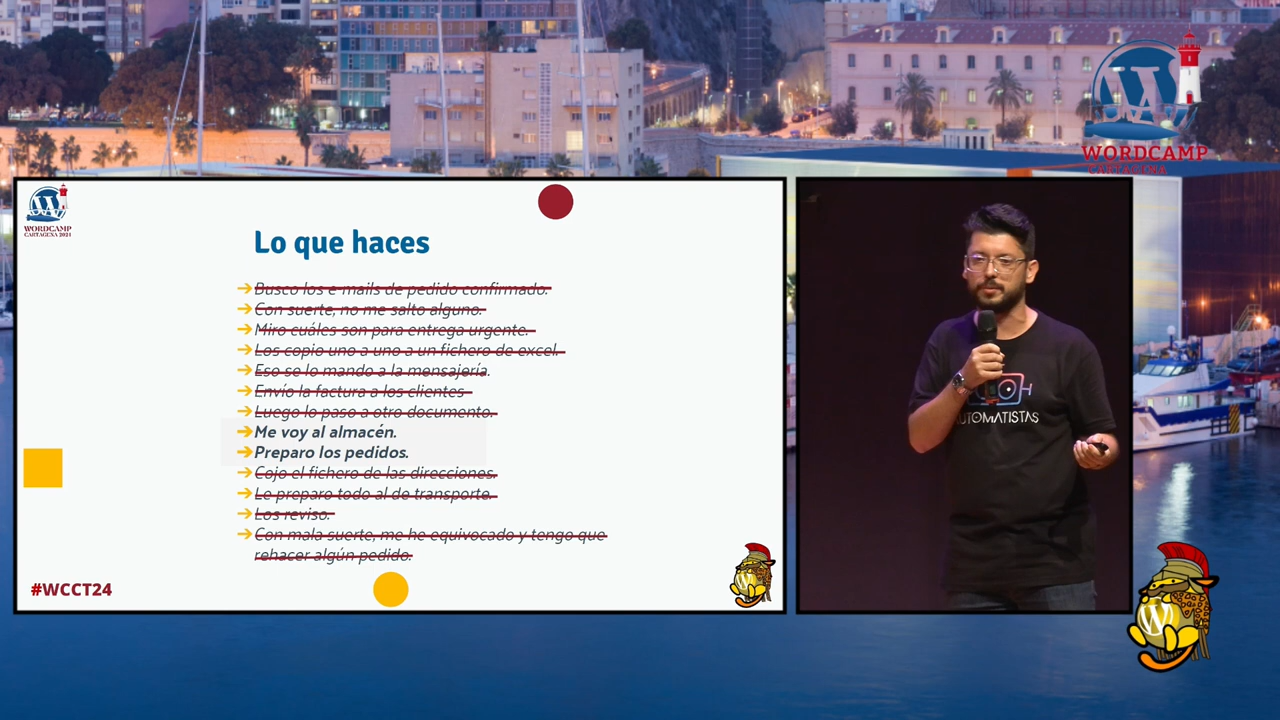 WORDCAMP
CARTAGENA
WORDCAMP
Lo que haces
➔Busco los e-mails de pedido confirmado.
➔Con suerte, no me salto alguno.
➔Miro cuáles son para entrega urgente.
➔Los copio uno a uno a un fichero de excel.
➔Eso se lo mando a la mensajería.
➔Envío la factura a los clientes
➔Luego lo paso a otro documento.
➔Me voy al almacén.
➔Preparo los pedidos.
➔Cojo el fichero de las direcciones.
➔Le preparo todo al de transporte.
➔Los reviso.
➔Con mala suerte, me he equivocado y tengo que
rehacer algún pedido.
#WCCT24
AUTOMATISTAS